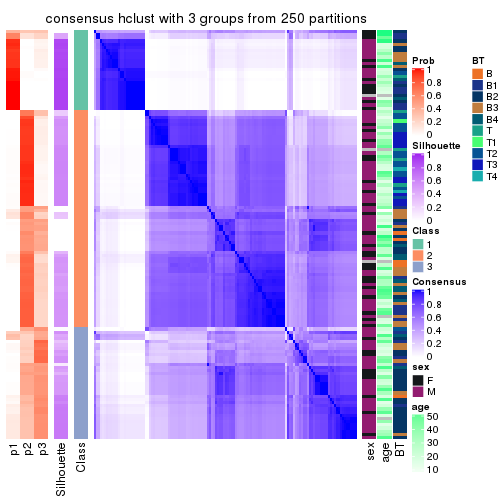 consensus hclust with 3 groups from 250 partitions
p1
p2
p3
Silhouette
Class
sex
age
BT
Prob
1
0.8
0.6
0.4
0.2
0
Silhouette
1
0.8
0.6
0.4
0.2
0
Class
1
2
3
Consensus
1
0.8
0.6
0.4
0.2
0
sex
F
M
age
50
40
30
20
10
BT
B
B1
B2
B3
B4
T
T1
T2
T3
T4